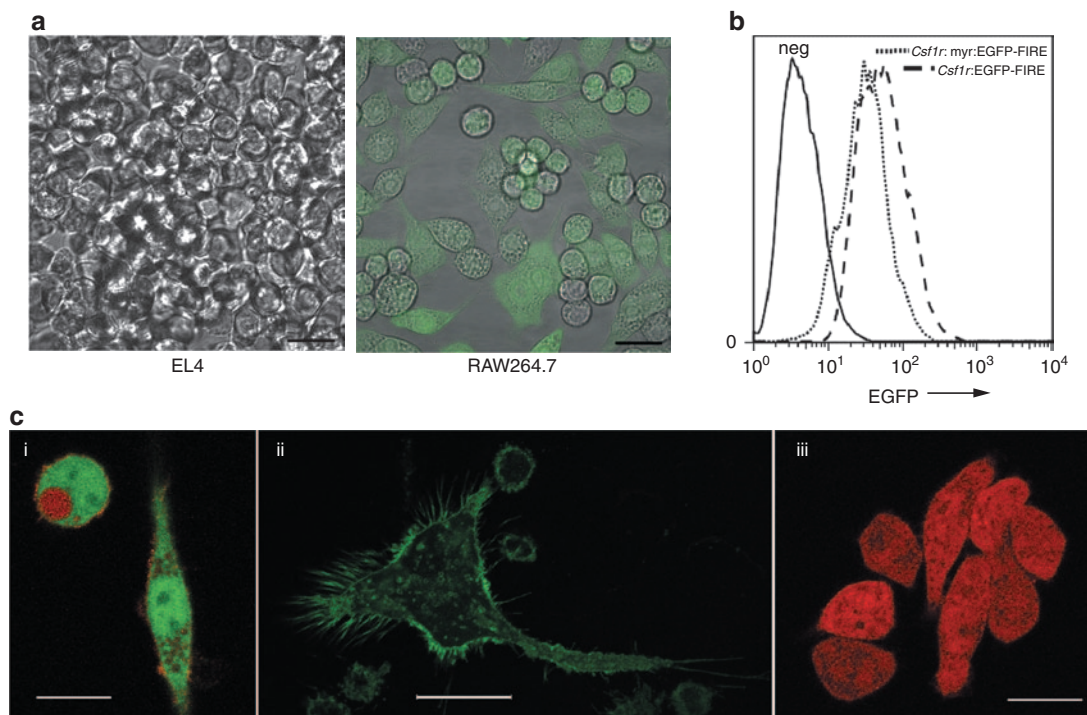 a
EL4
RAW264.7
b
neg
Csf1r: myr:EGFP-FIRE
Csf1r:EGFP-FIRE
0
10⁰ 10¹ 10² 10³ 10⁴
EGFP
c
i
ii
iii